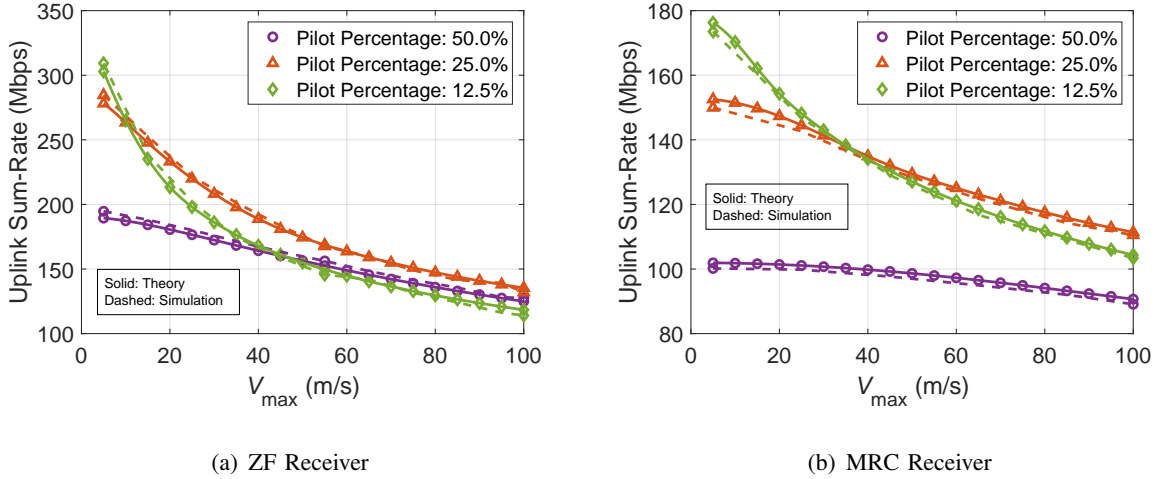 Pilot Percentage: 50.0%
Pilot Percentage: 25.0%
Pilot Percentage: 12.5%
Solid: Theory
Dashed: Simulation
350
300
250
200
150
100
0
20
40
60
80
100
Uplink Sum-Rate (Mbps)
V_max (m/s)
(a) ZF Receiver
Pilot Percentage: 50.0%
Pilot Percentage: 25.0%
Pilot Percentage: 12.5%
Solid: Theory
Dashed: Simulation
180
160
140
120
100
80
0
20
40
60
80
100
Uplink Sum-Rate (Mbps)
V_max (m/s)
(b) MRC Receiver